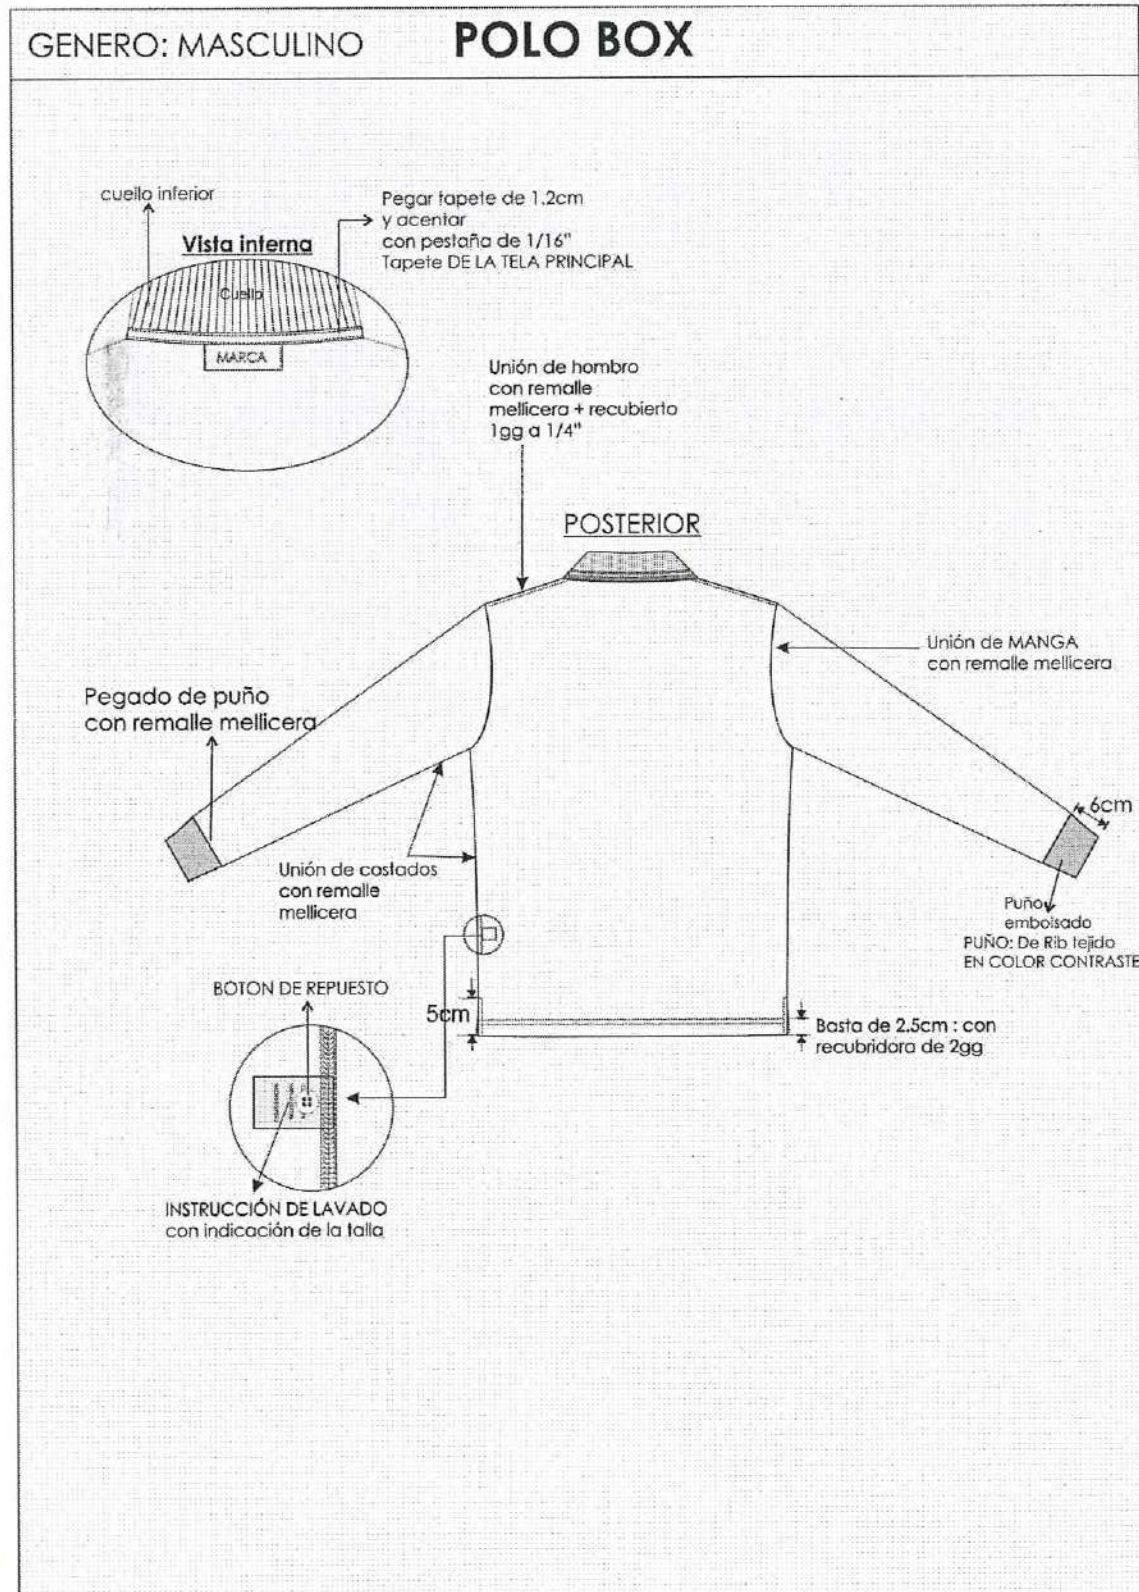 GENERO: MASCULINO
POLO BOX
cuello inferior
Pegar tapete de 1.2cm
y acentar
con pestaña de 1/16"
Tapete DE LA TELA PRINCIPAL
Vista interna
Cuello
MARCA
Unión de hombro
con remalle
mellicera + recubierto
1gg a 1/4"
POSTERIOR
Unión de MANGA
con remalle mellicera
Pegado de puño
con remalle mellicera
6cm
Unión de costados
con remalle
mellicera
Puño
embolsado
PUÑO: De Rib tejido
EN COLOR CONTRASTE
BOTON DE REPUESTO
5cm
Basta de 2.5cm : con
recubridora de 2gg
INSTRUCCIÓN DE LAVADO
con indicación de la talla